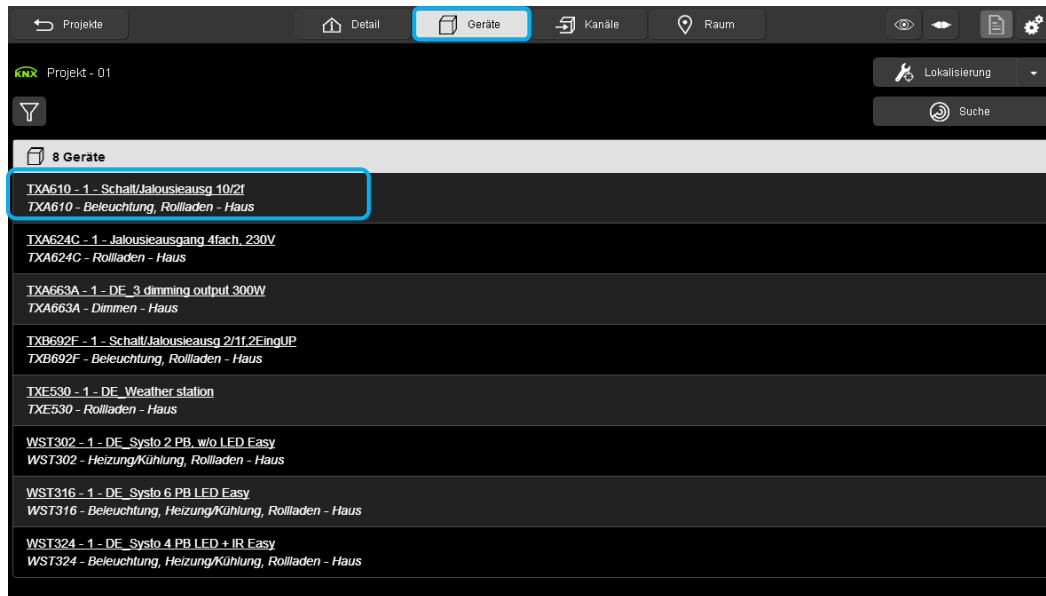 Projekte
Detail
Geräte
Kanäle
Raum
KNX Projekt - 01
Lokalisierung
Suche
8 Geräte
TXA610 - 1 - Schalt/Jalousieausg 10/2f
TXA610 - Beleuchtung, Rollladen - Haus
TXA624C - 1 - Jalousieausgang 4fach, 230V
TXA624C - Rollladen - Haus
TXA663A - 1 - DE_3 dimming output 300W
TXA663A - Dimmen - Haus
TXB692F - 1 - Schalt/Jalousieausg 2/1f,2EingUP
TXB692F - Beleuchtung, Rollladen - Haus
TXE530 - 1 - DE_Weather station
TXE530 - Rollladen - Haus
WST302 - 1 - DE_Systo 2 PB, w/o LED Easy
WST302 - Heizung/Kühlung, Rollladen - Haus
WST316 - 1 - DE_Systo 6 PB LED Easy
WST316 - Beleuchtung, Heizung/Kühlung, Rollladen - Haus
WST324 - 1 - DE_Systo 4 PB LED + IR Easy
WST324 - Beleuchtung, Heizung/Kühlung, Rollladen - Haus